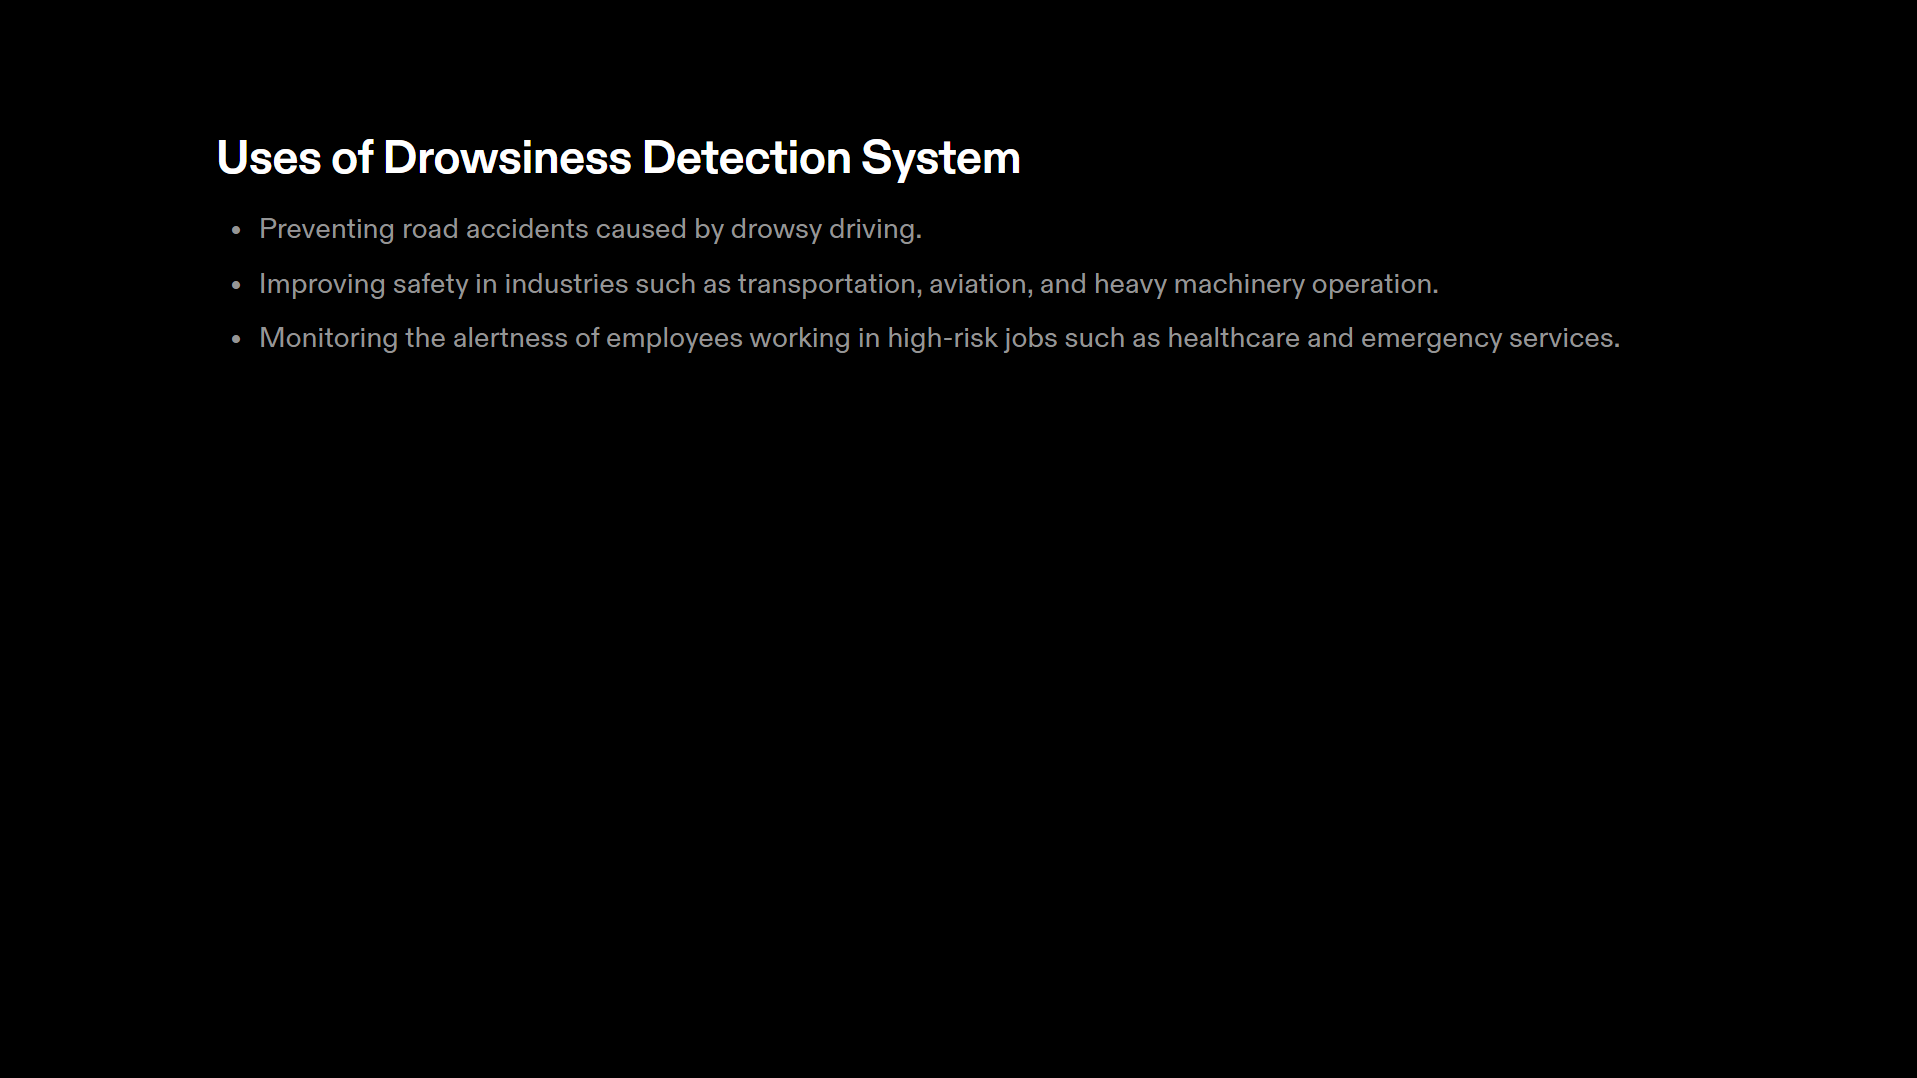 Uses of Drowsiness Detection System
• Preventing road accidents caused by drowsy driving.
• Improving safety in industries such as transportation, aviation, and heavy machinery operation.
• Monitoring the alertness of employees working in high-risk jobs such as healthcare and emergency services.